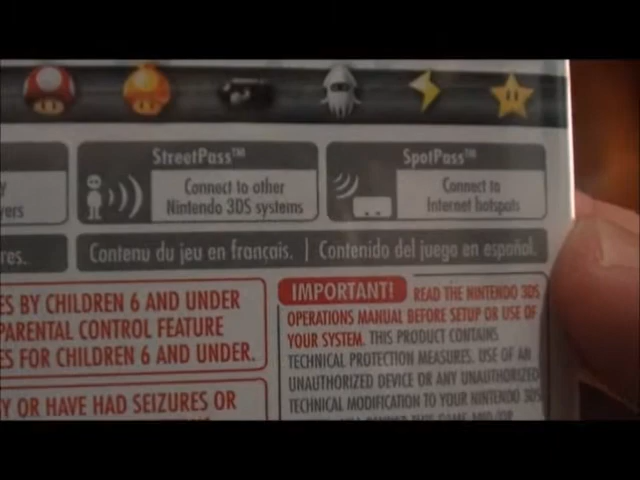 StreetPass™
Connect to other
Nintendo 3DS systems
SpotPass™
Connect to
Internet hotspots
Contenu du jeu en français. | Contenido del juego en español.
ES BY CHILDREN 6 AND UNDER
PARENTAL CONTROL FEATURE
ES FOR CHILDREN 6 AND UNDER.
Y OR HAVE HAD SEIZURES OR
IMPORTANT! READ THE NINTENDO 3DS
OPERATIONS MANUAL BEFORE SETUP OR USE OF
YOUR SYSTEM. THIS PRODUCT CONTAINS
TECHNICAL PROTECTION MEASURES. USE OF AN
UNAUTHORIZED DEVICE OR ANY UNAUTHORIZED
TECHNICAL MODIFICATION TO YOUR NINTENDO 3DS